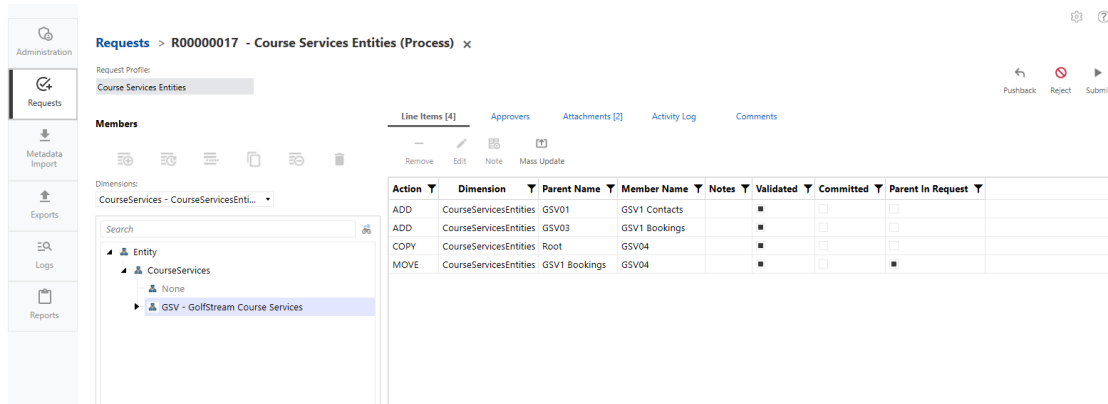 Administration
Requests
Metadata
Import
Exports
Logs
Reports
Requests > R00000017 - Course Services Entities (Process) ×
Request Profile:
Course Services Entities
Pushback Reject Submi
Members
Dimensions:
CourseServices - CourseServicesEnti...
Search
Entity
CourseServices
None
GSV - GolfStream Course Services
Line Items [4] Approvers Attachments [2] Activity Log Comments
Remove Edit Note Mass Update
Action Dimension Parent Name Member Name Notes Validated Committed Parent In Request
ADD CourseServicesEntities GSV01 GSV1 Contacts
ADD CourseServicesEntities GSV03 GSV1 Bookings
COPY CourseServicesEntities Root GSV04
MOVE CourseServicesEntities GSV1 Bookings GSV04